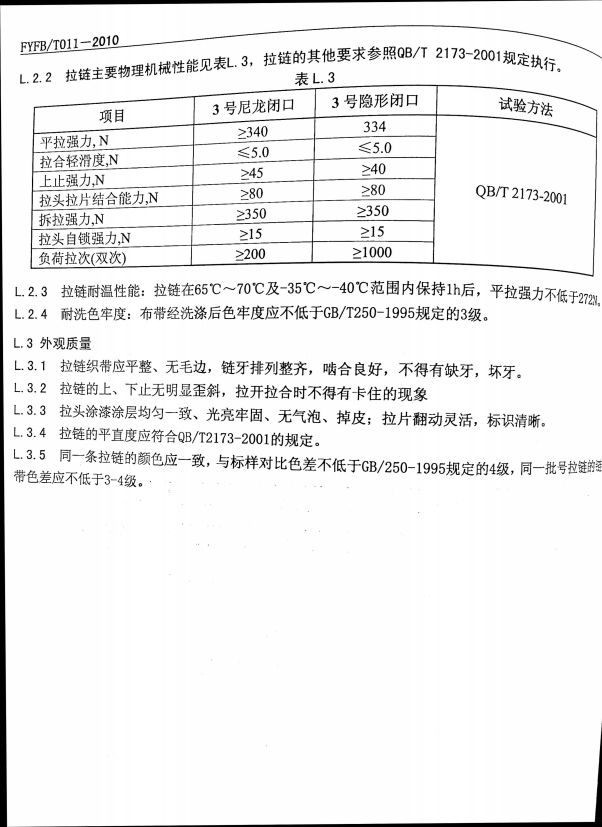 FYFB/T011—2010
L.2.2 拉链主要物理机械性能见表L.3，拉链的其他要求参照QB/T 2173-2001规定执行。
表 L.3
项目 3 号尼龙闭口 3 号隐形闭口 试验方法
平拉强力, N ≥340 334
拉合轻滑度,N ≤5.0 ≤5.0
上止强力,N ≥45 ≥40
拉头拉片结合能力,N ≥80 ≥80 QB/T 2173-2001
拆拉强力,N ≥350 ≥350
拉头自锁强力,N ≥15 ≥15
负荷拉次(双次) ≥200 ≥1000
L.2.3 拉链耐温性能：拉链在65℃～70℃及-35℃～-40℃范围内保持1h后，平拉强力不低于272N。
L.2.4 耐洗色牢度：布带经洗涤后色牢度应不低于GB/T250-1995规定的3级。
L.3 外观质量
L.3.1 拉链织带应平整、无毛边，链牙排列整齐，啮合良好，不得有缺牙，坏牙。
L.3.2 拉链的上、下止无明显歪斜，拉开拉合时不得有卡住的现象
L.3.3 拉头涂漆涂层均匀一致、光亮牢固、无气泡、掉皮；拉片翻动灵活，标识清晰。
L.3.4 拉链的平直度应符合QB/T2173-2001的规定。
L.3.5 同一条拉链的颜色应一致，与标样对比色差不低于GB/250-1995规定的4级，同一批号拉链的
带色差应不低于3-4级。